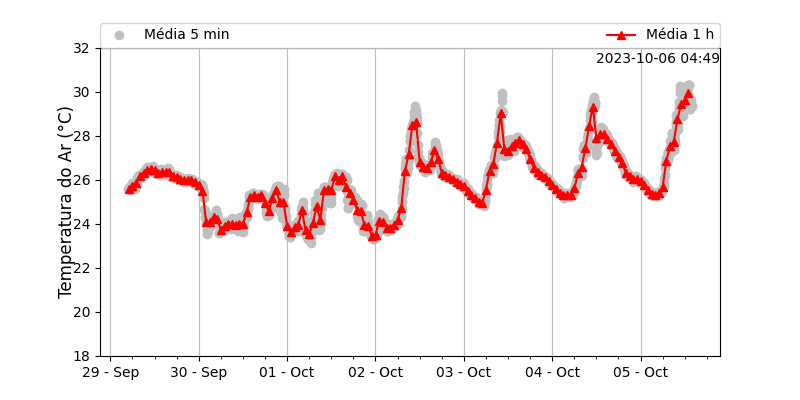 Média 5 min
Média 1 h
2023-10-06 04:49
Temperatura do Ar (°C)
32
30
28
26
24
22
20
18
29 - Sep
30 - Sep
01 - Oct
02 - Oct
03 - Oct
04 - Oct
05 - Oct